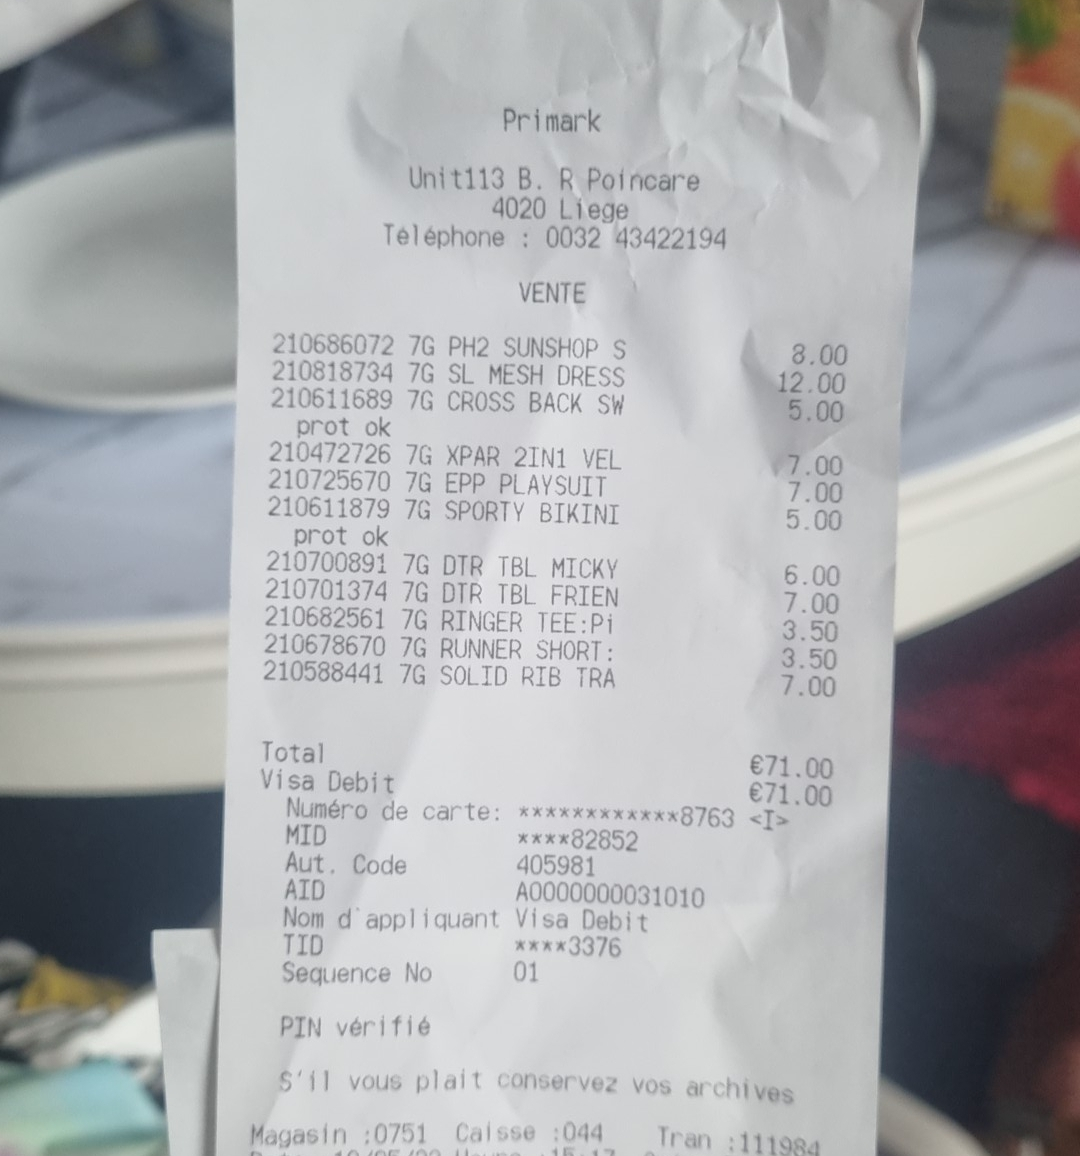 Primark
Unit113 B. R Poincare
4020 Liege
Téléphone : 0032 43422194
VENTE
210686072 7G PH2 SUNSHOP S 8.00
210818734 7G SL MESH DRESS 12.00
210611689 7G CROSS BACK SW 5.00
prot ok
210472726 7G XPAR 2IN1 VEL 7.00
210725670 7G EPP PLAYSUIT 7.00
210611879 7G SPORTY BIKINI 5.00
prot ok
210700891 7G DTR TBL MICKY 6.00
210701374 7G DTR TBL FRIEN 7.00
210682561 7G RINGER TEE:Pi 3.50
210678670 7G RUNNER SHORT: 3.50
210588441 7G SOLID RIB TRA 7.00
Total €71.00
Visa Debit €71.00
Numéro de carte: ************8763 <I>
MID ****82852
Aut. Code 405981
AID A0000000031010
Nom d'appliquant Visa Debit
TID ****3376
Sequence No 01
PIN vérifié
S'il vous plait conservez vos archives
Magasin :0751 Caisse :044 Tran :111984